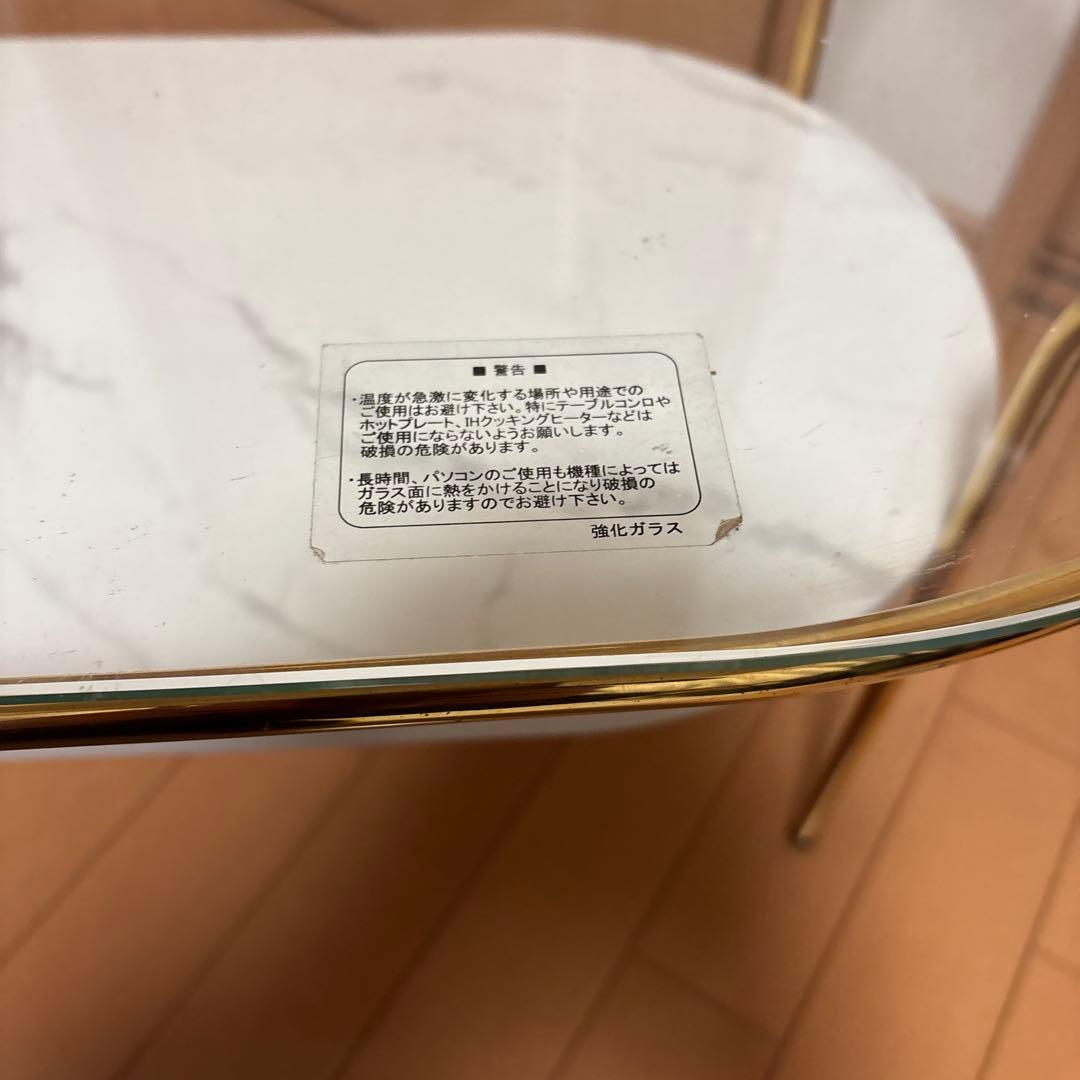 ■ 警告 ■
・温度が急激に変化する場所や用途での
ご使用はお避け下さい。特にテーブルコンロや
ホットプレート、IHクッキングヒーターなどは
ご使用にならないようお願いします。
破損の危険があります。
・長時間、パソコンのご使用も機種によっては
ガラス面に熱をかけることになり破損の
危険がありますのでお避け下さい。
強化ガラス